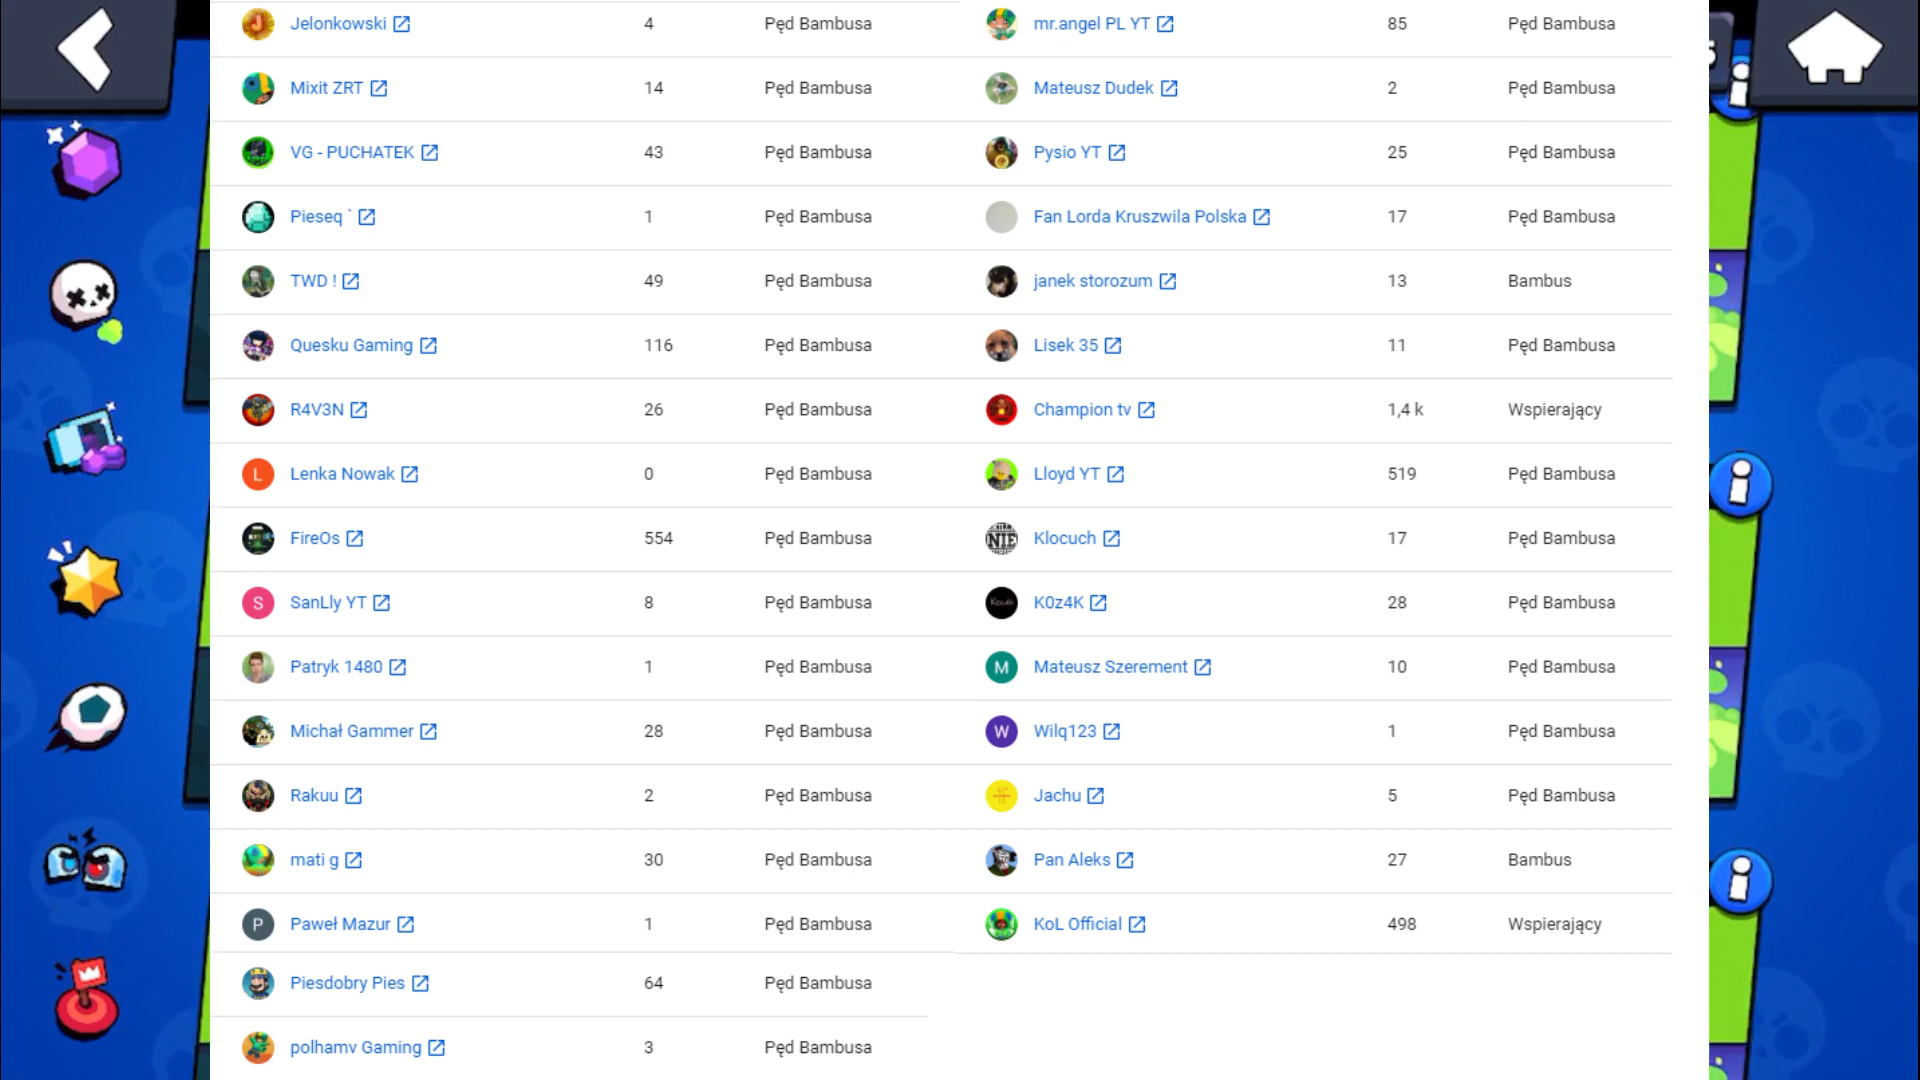 Jelonkowski 4 Pęd Bambusa
Mixit ZRT 14 Pęd Bambusa
VG - PUCHATEK 43 Pęd Bambusa
Pieseq ` 1 Pęd Bambusa
TWD ! 49 Pęd Bambusa
Quesku Gaming 116 Pęd Bambusa
R4V3N 26 Pęd Bambusa
L Lenka Nowak 0 Pęd Bambusa
FireOs 554 Pęd Bambusa
S SanLly YT 8 Pęd Bambusa
Patryk 1480 1 Pęd Bambusa
Michał Gammer 28 Pęd Bambusa
Rakuu 2 Pęd Bambusa
mati g 30 Pęd Bambusa
P Paweł Mazur 1 Pęd Bambusa
Piesdobry Pies 64 Pęd Bambusa
polhamv Gaming 3 Pęd Bambusa
mr.angel PL YT 85 Pęd Bambusa
Mateusz Dudek 2 Pęd Bambusa
Pysio YT 25 Pęd Bambusa
Fan Lorda Kruszwila Polska 17 Pęd Bambusa
janek storozum 13 Bambus
Lisek 35 11 Pęd Bambusa
Champion tv 1,4 k Wspierający
Lloyd YT 519 Pęd Bambusa
NIE Klocuch 17 Pęd Bambusa
K0z4K 28 Pęd Bambusa
M Mateusz Szerement 10 Pęd Bambusa
W Wilq123 1 Pęd Bambusa
Jachu 5 Pęd Bambusa
Pan Aleks 27 Bambus
KoL Official 498 Wspierający